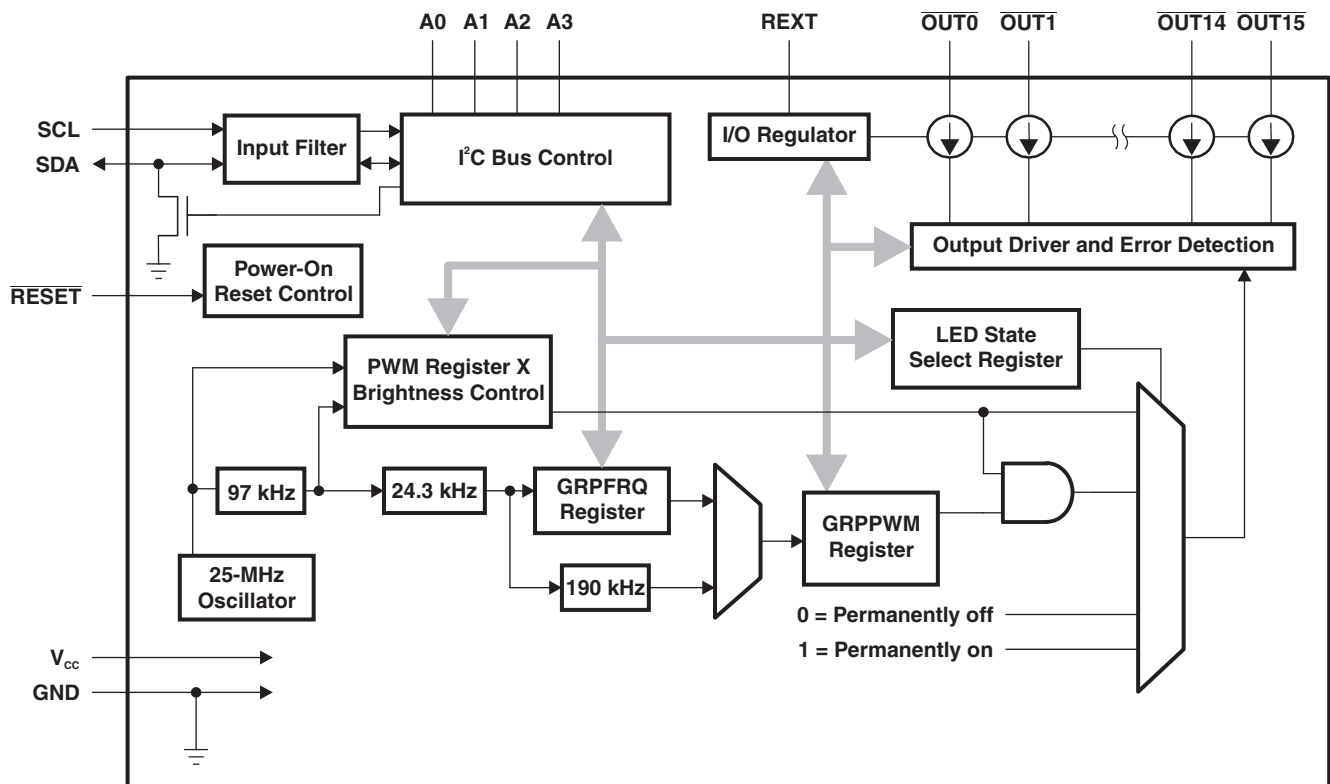 A0 A1 A2 A3 REXT OUT0 OUT1 OUT14 OUT15
SCL
SDA
Input Filter
I²C Bus Control
I/O Regulator
Output Driver and Error Detection
RESET
Power-On
Reset Control
PWM Register X
Brightness Control
LED State
Select Register
97 kHz
24.3 kHz
GRPFRQ
Register
190 kHz
GRPPWM
Register
25-MHz
Oscillator
0 = Permanently off
1 = Permanently on
VCC
GND